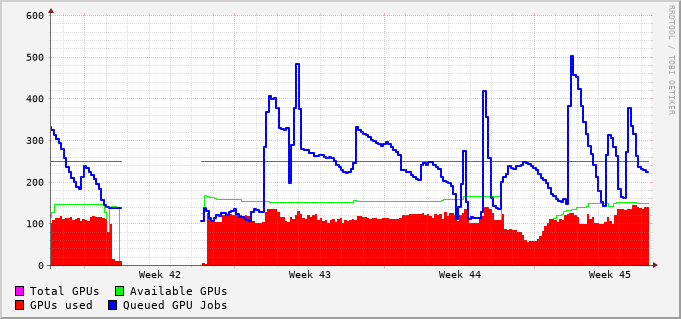 600
500
400
300
200
100
0
Week 42 Week 43 Week 44 Week 45
Total GPUs Available GPUs
GPUs used Queued GPU Jobs
RRDTOOL / TOBI OETIKER